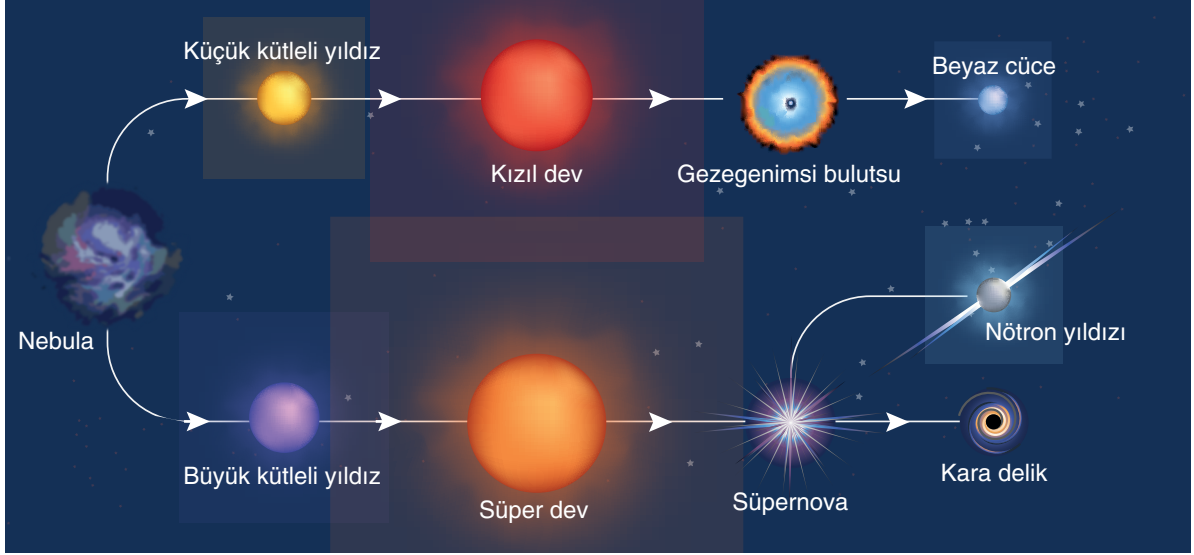 Küçük kütleli yıldız
Beyaz cüce
Kızıl dev
Gezegenimsi bulutsu
Nebula
Nötron yıldızı
Büyük kütleli yıldız
Süper dev
Süpernova
Kara delik